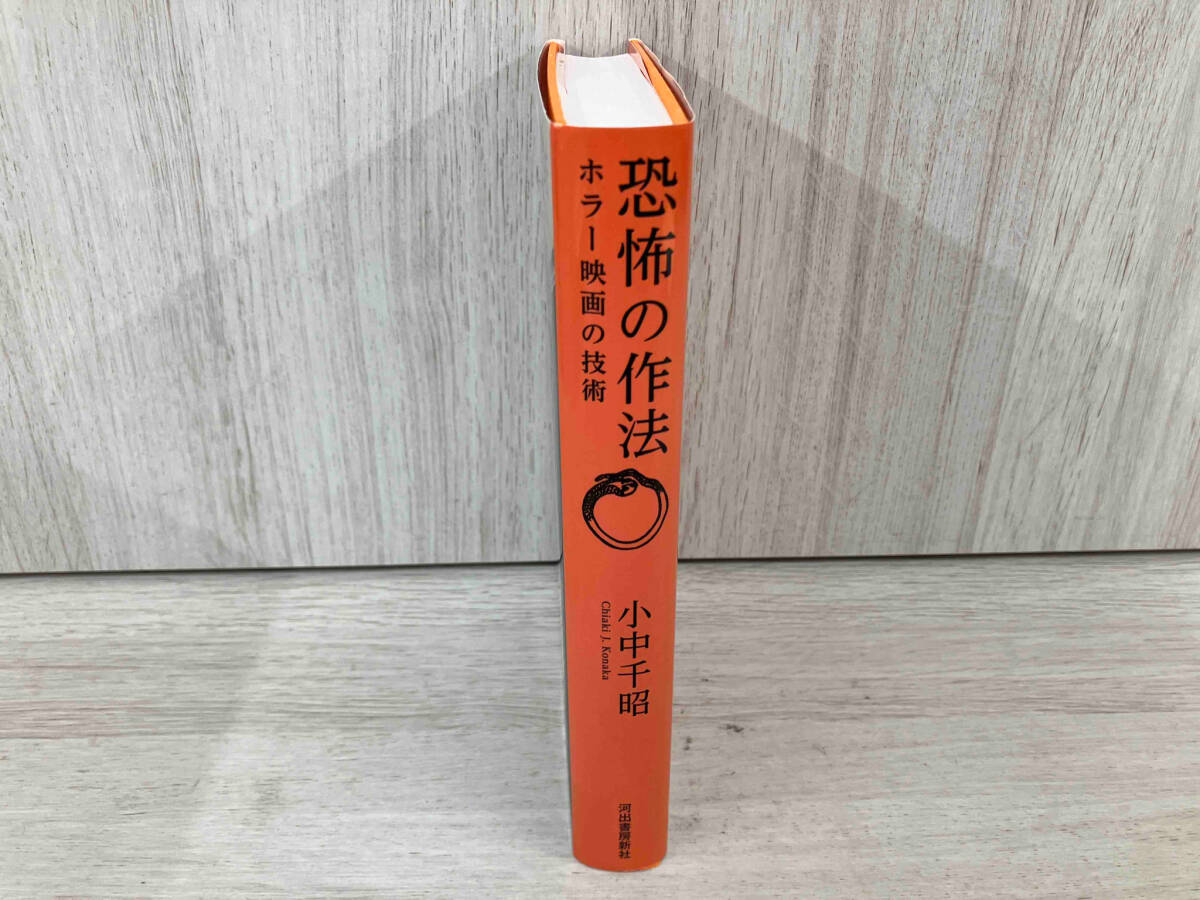 恐怖の作法
ホラー映画の技術
小中千昭
Chiaki J. Konaka
河出書房新社